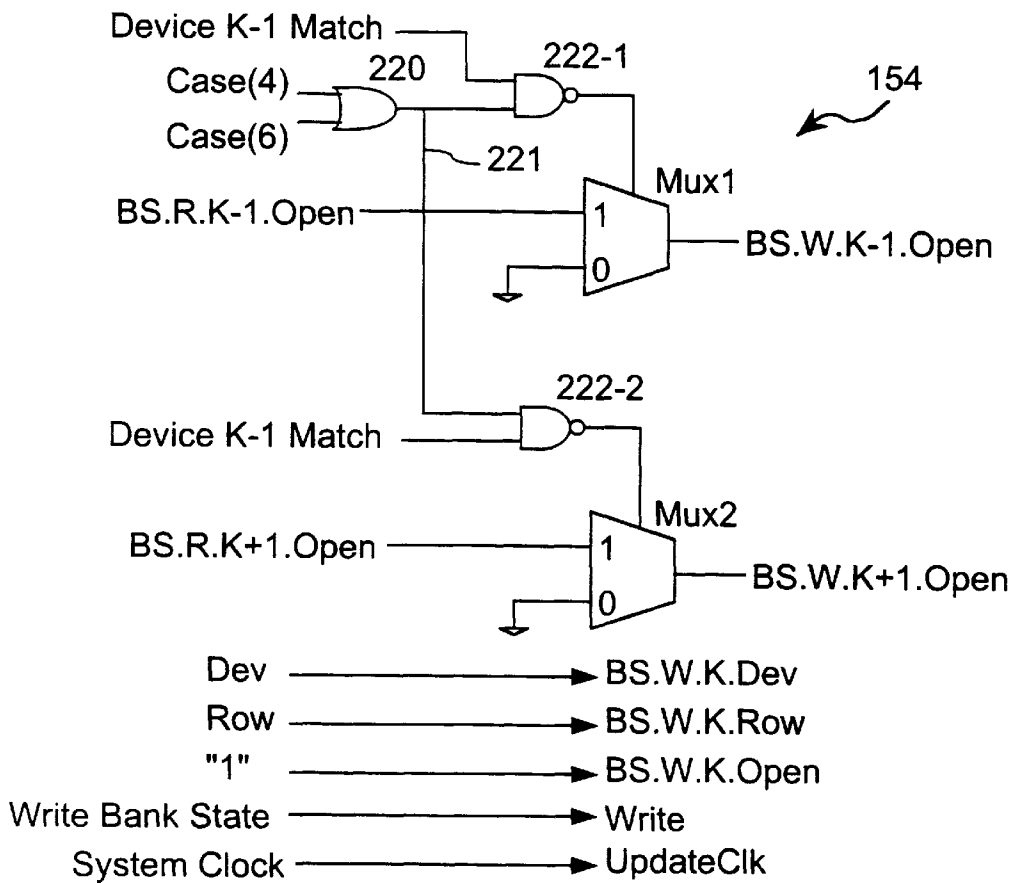 Device K-1 Match
222-1
220
154
Case(4)
Case(6)
221
Mux1
BS.R.K-1.Open
1
BS.W.K-1.Open
0
222-2
Device K-1 Match
Mux2
BS.R.K+1.Open
1
BS.W.K+1.Open
0
Dev BS.W.K.Dev
Row BS.W.K.Row
"1" BS.W.K.Open
Write Bank State Write
System Clock UpdateClk